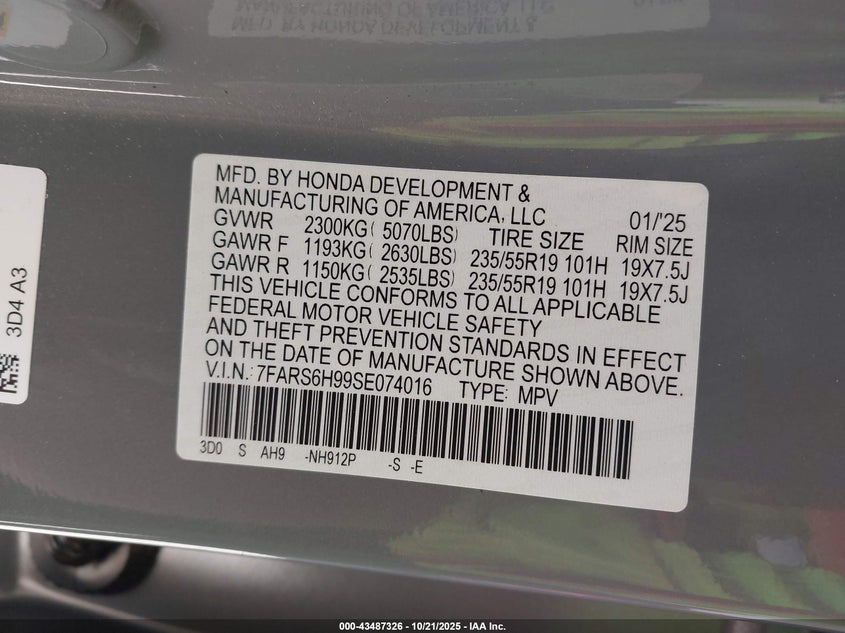 MFD. BY HONDA DEVELOPMENT &
MANUFACTURING OF AMERICA, LLC 01/'25
GVWR 2300KG( 5070LBS) TIRE SIZE RIM SIZE
GAWR F 1193KG( 2630LBS) 235/55R19 101H 19X7.5J
GAWR R 1150KG( 2535LBS) 235/55R19 101H 19X7.5J
THIS VEHICLE CONFORMS TO ALL APPLICABLE
FEDERAL MOTOR VEHICLE SAFETY
AND THEFT PREVENTION STANDARDS IN EFFECT
ON THE DATE OF MANUFACTURE SHOWN ABOVE.
V.I.N.: 7FARS6H99SE074016 TYPE: MPV
3D0 S AH9 -NH912P -S -E
3D4 A3
000-43487326 - 10/21/2025 - IAA Inc.